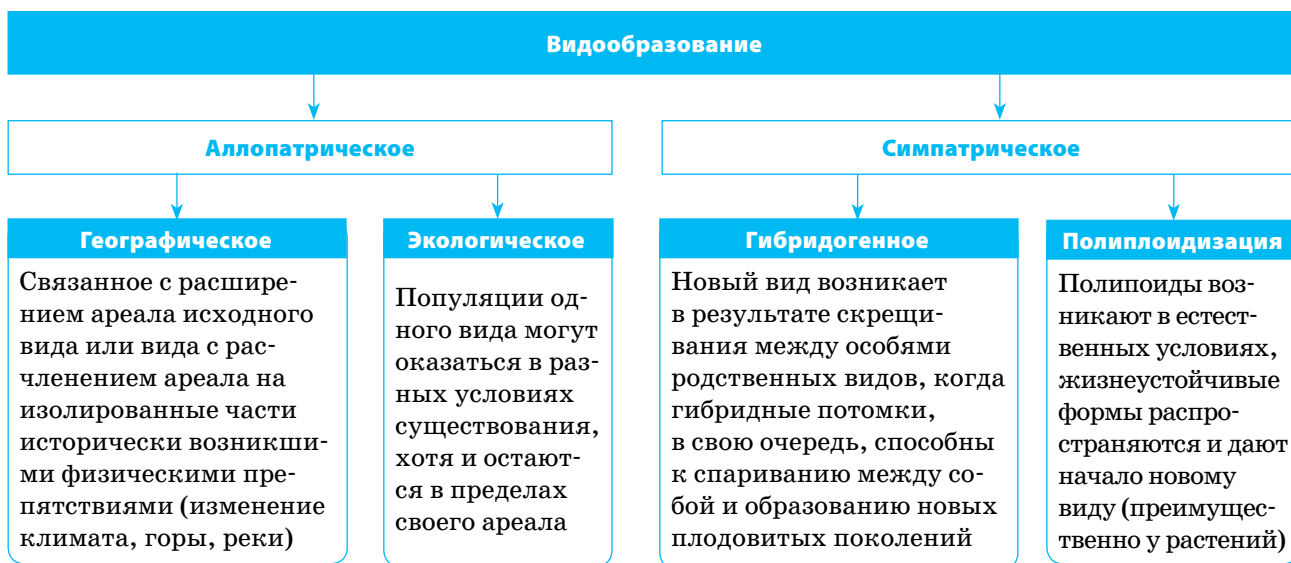 Видообразование
Аллопатрическое
Симпатрическое
Географическое
Связанное с расшире-
нием ареала исходного
вида или вида с рас-
членением ареала на
изолированные части
исторически возникши-
ми физическими пре-
пятствиями (изменение
климата, горы, реки)
Экологическое
Популяции од-
ного вида могут
оказаться в раз-
ных условиях
существования,
хотя и остают-
ся в пределах
своего ареала
Гибридогенное
Новый вид возникает
в результате скрещи-
вания между особями
родственных видов, когда
гибридные потомки,
в свою очередь, способны
к спариванию между со-
бой и образованию новых
плодовитых поколений
Полиплоидизация
Полипоиды воз-
никают в естест-
венных условиях,
жизнеустойчивые
формы распро-
страняются и дают
начало новому
виду (преимущес-
твенно у растений)